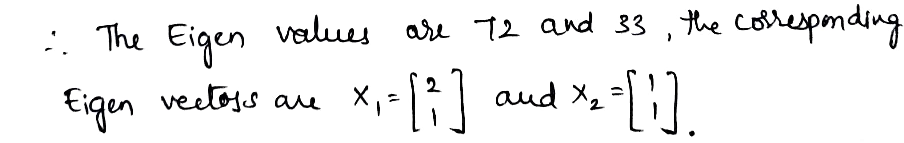 ∴ The Eigen values are 72 and 33, the corresponding
Eigen vectors are X₁ = [2 1] and X₂ = [1 1].